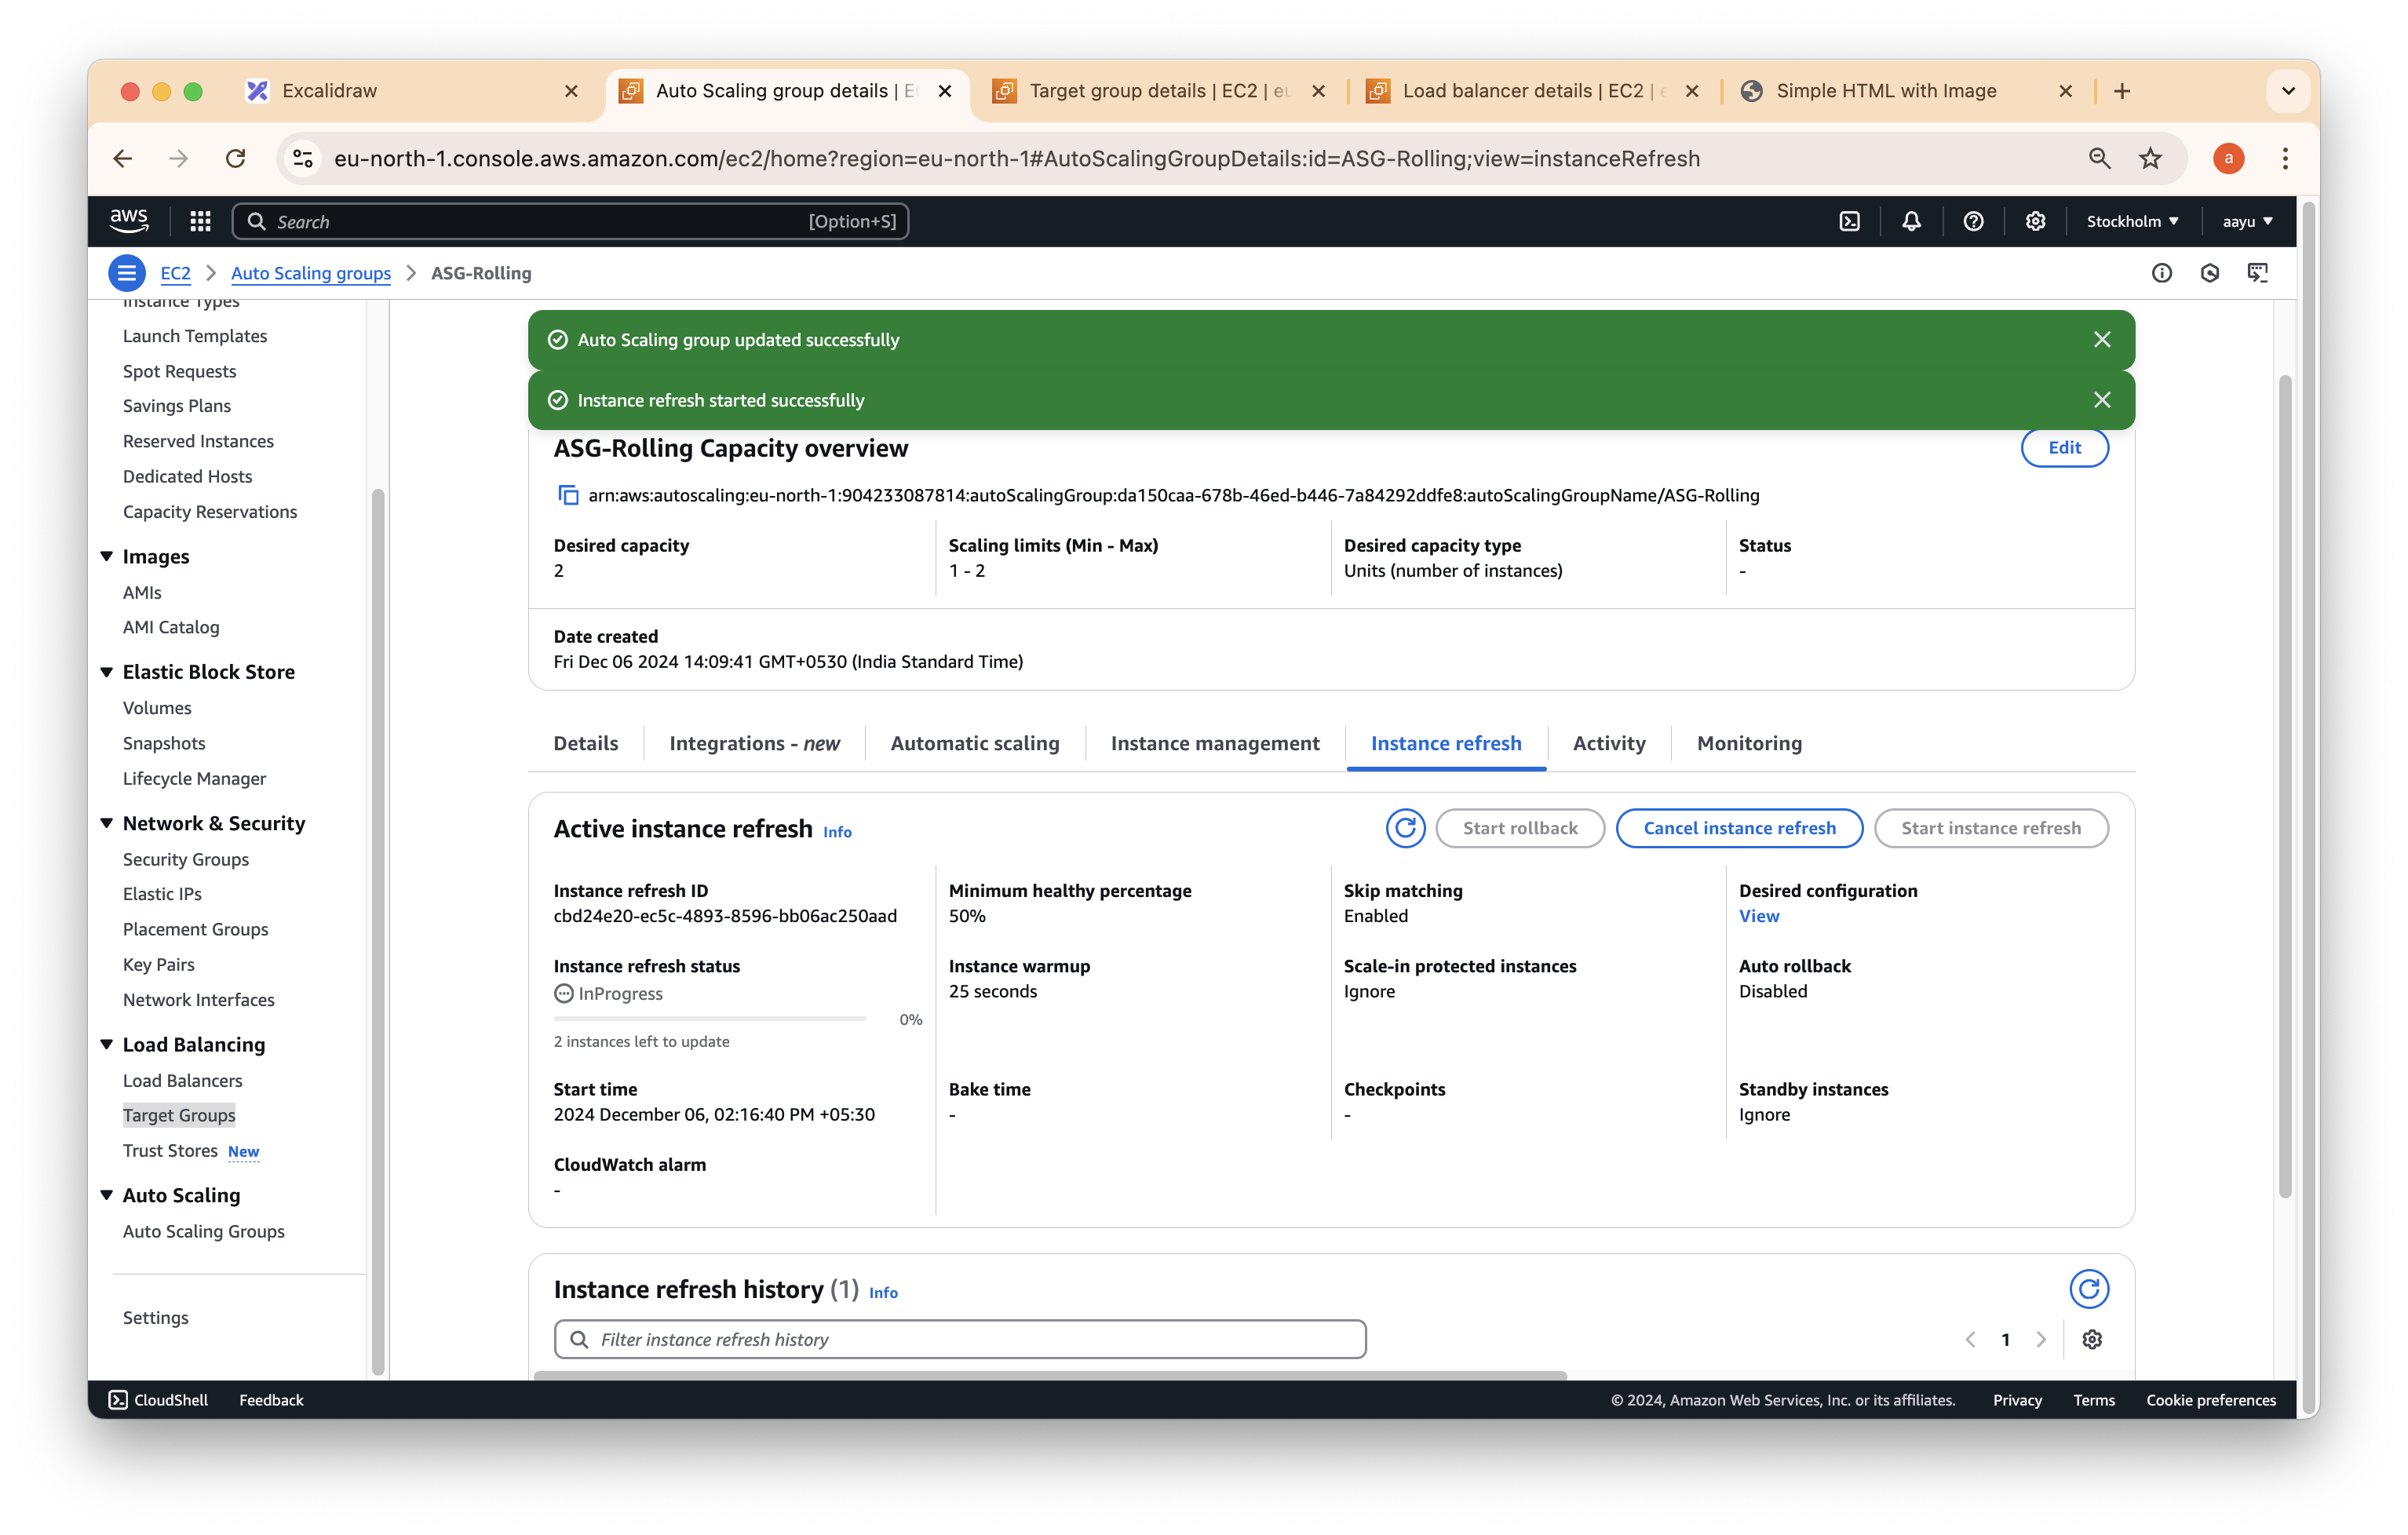 Excalidraw
Auto Scaling group details | E
Target group details | EC2 | eu
Load balancer details | EC2 |
Simple HTML with Image
eu-north-1.console.aws.amazon.com/ec2/home?region=eu-north-1#AutoScalingGroupDetails:id=ASG-Rolling;view=instanceRefresh
a
aws
Search [Option+S]
Stockholm
aayu
EC2 > Auto Scaling groups > ASG-Rolling
Instance Types
Launch Templates
Spot Requests
Savings Plans
Reserved Instances
Dedicated Hosts
Capacity Reservations
Images
AMIs
AMI Catalog
Elastic Block Store
Volumes
Snapshots
Lifecycle Manager
Network & Security
Security Groups
Elastic IPs
Placement Groups
Key Pairs
Network Interfaces
Load Balancing
Load Balancers
Target Groups
Trust Stores New
Auto Scaling
Auto Scaling Groups
Settings
Auto Scaling group updated successfully
Instance refresh started successfully
ASG-Rolling Capacity overview
Edit
arn:aws:autoscaling:eu-north-1:904233087814:autoScalingGroup:da150caa-678b-46ed-b446-7a84292ddfe8:autoScalingGroupName/ASG-Rolling
Desired capacity
2
Scaling limits (Min - Max)
1 - 2
Desired capacity type
Units (number of instances)
Status
-
Date created
Fri Dec 06 2024 14:09:41 GMT+0530 (India Standard Time)
Details
Integrations - new
Automatic scaling
Instance management
Instance refresh
Activity
Monitoring
Active instance refresh Info
Start rollback
Cancel instance refresh
Start instance refresh
Instance refresh ID
cbd24e20-ec5c-4893-8596-bb06ac250aad
Minimum healthy percentage
50%
Skip matching
Enabled
Desired configuration
View
Instance refresh status
InProgress
0%
2 instances left to update
Instance warmup
25 seconds
Scale-in protected instances
Ignore
Auto rollback
Disabled
Start time
2024 December 06, 02:16:40 PM +05:30
Bake time
-
Checkpoints
-
Standby instances
Ignore
CloudWatch alarm
-
Instance refresh history (1) Info
Filter instance refresh history
1
CloudShell
Feedback
© 2024, Amazon Web Services, Inc. or its affiliates.
Privacy
Terms
Cookie preferences